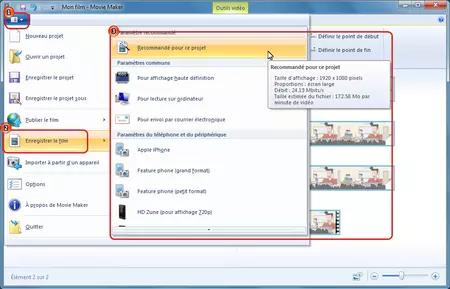 Mon film - Movie Maker
Outils vidéo
1
Nouveau projet
Ouvrir un projet
Enregistrer le projet
Enregistrer le projet sous
Publier le film
2
Enregistrer le film
Importer à partir d'un appareil
Options
À propos de Movie Maker
Quitter
3
Paramètre recommandé
Recommandé pour ce projet
Paramètres communs
Pour affichage haute définition
Pour lecture sur ordinateur
Pour envoi par courrier électronique
Paramètres du téléphone et du périphérique
Apple iPhone
Feature phone (grand format)
Feature phone (petit format)
HD Zune (pour affichage 720p)
Définir le point de début
Définir le point de fin
Recommandé pour ce projet
Taille d'affichage : 1920 x 1080 pixels
Proportions : écran large
Débit : 24,13 Mbits/s
Taille estimée du fichier : 172.58 Mo par
minute de vidéo
Élément 2 sur 2